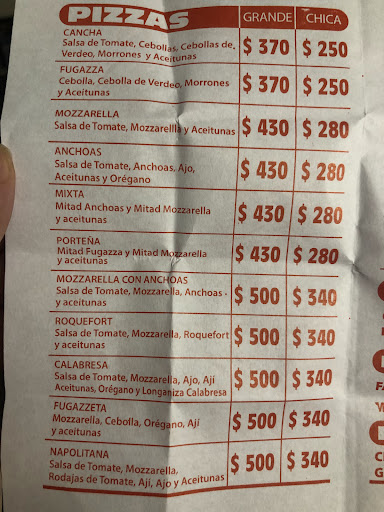 PIZZAS GRANDE CHICA
CANCHA
Salsa de Tomate, Cebollas, Cebollas de
Verdeo, Morrones y Aceitunas
$ 370 $ 250
FUGAZZA
Cebolla, Cebolla de Verdeo, Morrones
y Aceitunas
$ 370 $ 250
MOZZARELLA
Salsa de Tomate, Mozzarella y Aceitunas
$ 430 $ 280
ANCHOAS
Salsa de Tomate, Anchoas, Ajo,
Aceitunas y Orégano
$ 430 $ 280
MIXTA
Mitad Anchoas y Mitad Mozzarella
y aceitunas
$ 430 $ 280
PORTEÑA
Mitad Fugazza y Mitad Mozzarella
y aceitunas
$ 430 $ 280
MOZZARELLA CON ANCHOAS
Salsa de Tomate, Mozzarella, Anchoas -
y aceitunas
$ 500 $ 340
ROQUEFORT
Salsa de Tomate, Mozzarella, Roquefort
y aceitunas
$ 500 $ 340
CALABRESA
Salsa de Tomate, Mozzarella, Ajo, Ají
Aceitunas, Orégano y Longaniza Calabresa
$ 500 $ 340
FUGAZZETA
Mozzarella, Cebolla, Orégano, Ají
y aceitunas
$ 500 $ 340
NAPOLITANA
Salsa de Tomate, Mozzarella,
Rodajas de Tomate, Aji, Ajo y Aceitunas
$ 500 $ 340